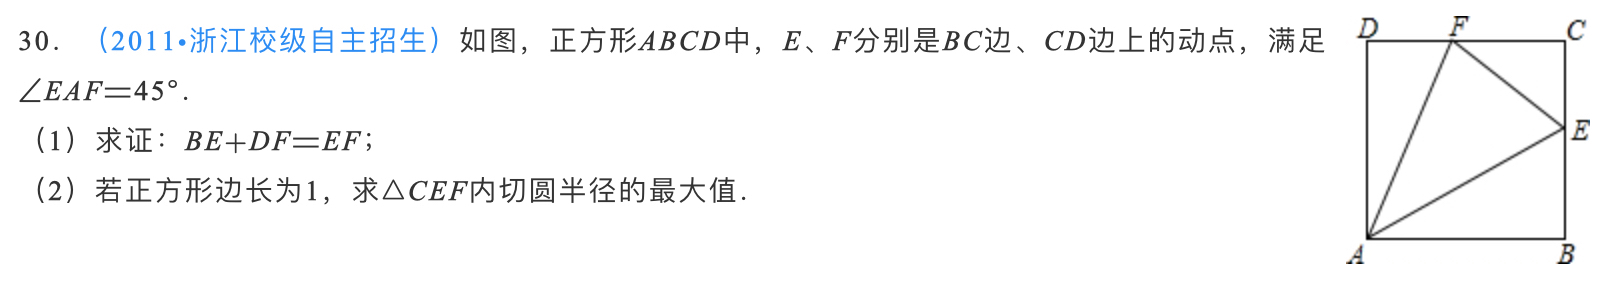 30. （2011•浙江校级自主招生）如图，正方形ABCD中，E、F分别是BC边、CD边上的动点，满足
∠EAF=45°.
（1）求证：BE+DF=EF；
（2）若正方形边长为1，求△CEF内切圆半径的最大值.
D F C
E
A B